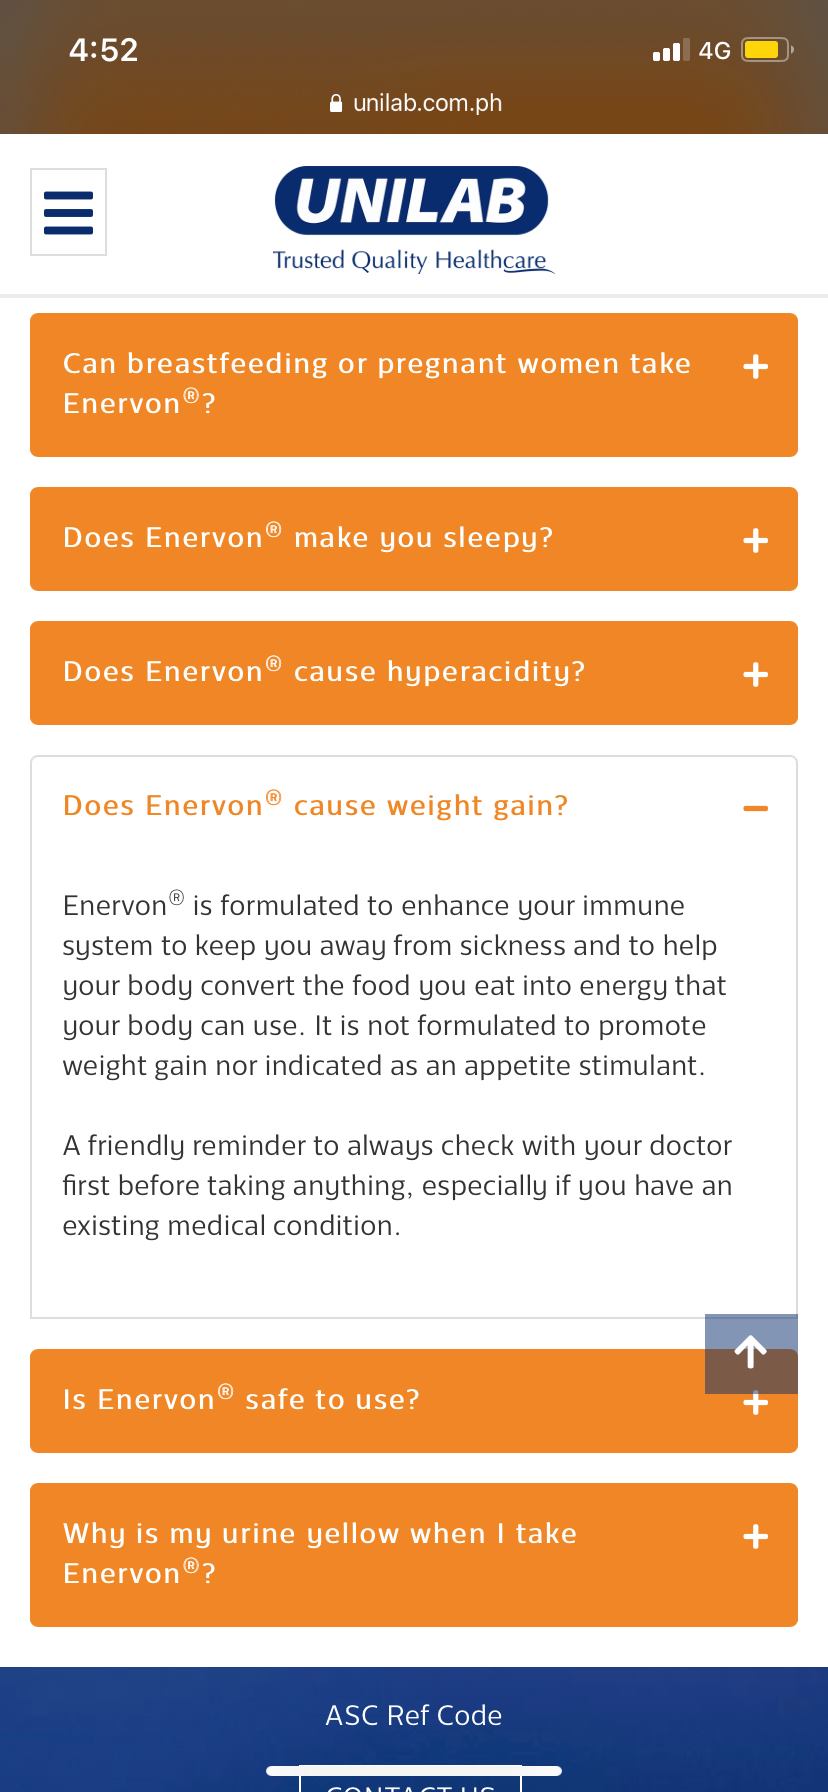 4:52
4G
unilab.com.ph
UNILAB
Trusted Quality Healthcare
Can breastfeeding or pregnant women take
Enervon®?
Does Enervon® make you sleepy?
Does Enervon® cause hyperacidity?
Does Enervon® cause weight gain?
Enervon® is formulated to enhance your immune
system to keep you away from sickness and to help
your body convert the food you eat into energy that
your body can use. It is not formulated to promote
weight gain nor indicated as an appetite stimulant.
A friendly reminder to always check with your doctor
first before taking anything, especially if you have an
existing medical condition.
Is Enervon® safe to use?
Why is my urine yellow when I take
Enervon®?
ASC Ref Code
CONTACT US